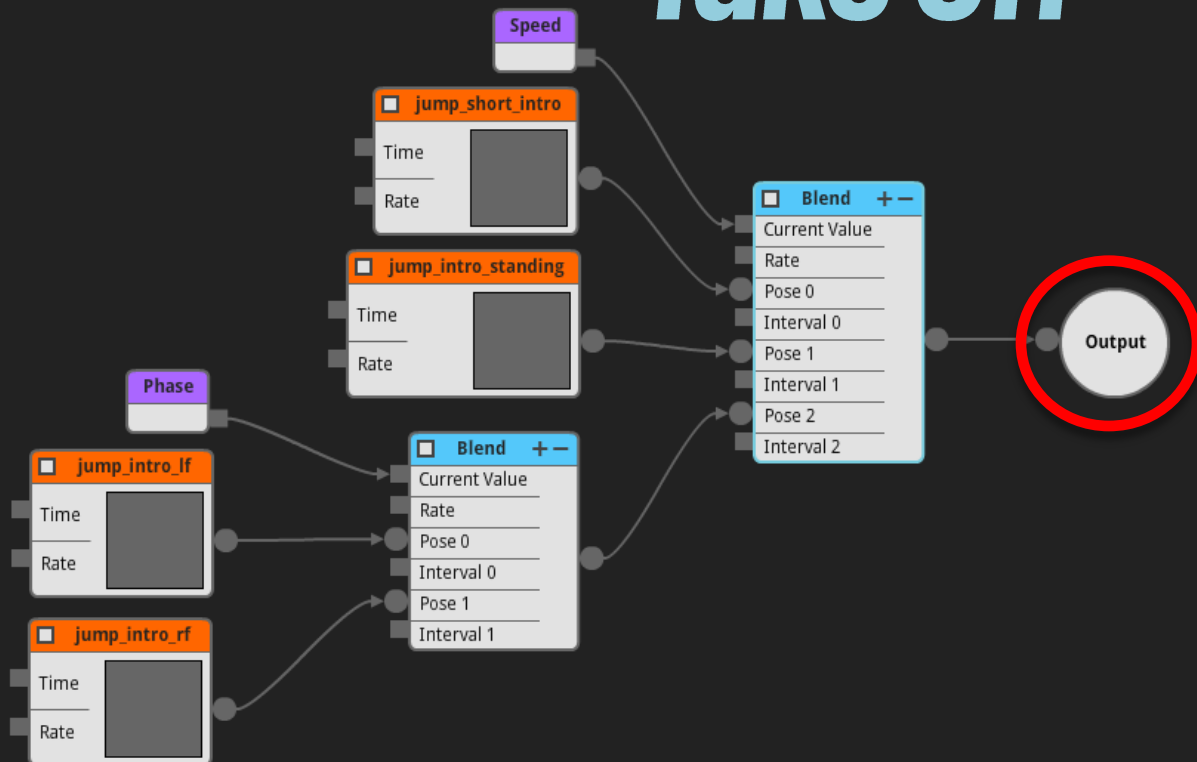 Take off
Speed
jump_short_intro
Time
Rate
jump_intro_standing
Time
Rate
Phase
jump_intro_lf
Time
Rate
jump_intro_rf
Time
Rate
Blend
Current Value
Rate
Pose 0
Interval 0
Pose 1
Interval 1
Blend
Current Value
Rate
Pose 0
Interval 0
Pose 1
Interval 1
Pose 2
Interval 2
Output